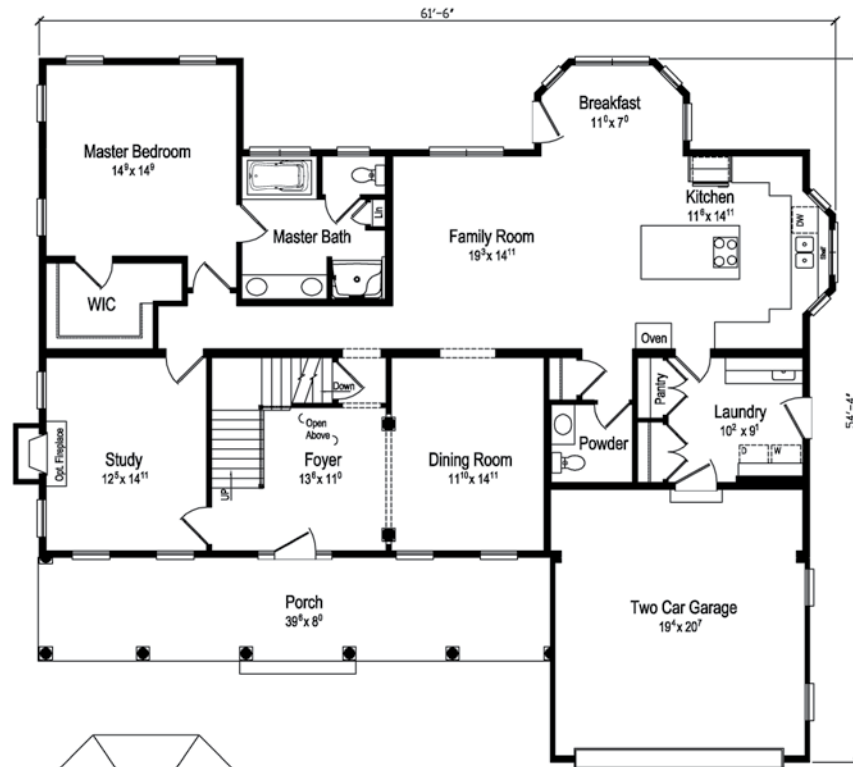 61'-6"
Breakfast
11⁰ x 7⁰
Master Bedroom
14⁹ x 14⁹
Kitchen
11⁶ x 14¹¹
Lin
DW
Master Bath
Family Room
19³ x 14¹¹
Shelf
WIC
Oven
Down
Pantry
Open
Above
Laundry
10² x 9¹
54'-4"
Opt. Fireplace
Study
12⁵ x 14¹¹
Foyer
13⁶ x 11⁰
Dining Room
11¹⁰ x 14¹¹
Powder
D
W
UP
Porch
39⁶ x 8⁰
Two Car Garage
19⁴ x 20⁷